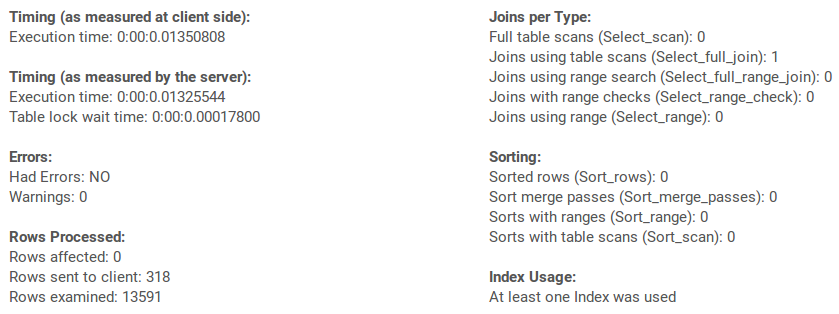 Timing (as measured at client side):
Execution time: 0:00:0.01350808
Timing (as measured by the server):
Execution time: 0:00:0.01325544
Table lock wait time: 0:00:0.00017800
Errors:
Had Errors: NO
Warnings: 0
Rows Processed:
Rows affected: 0
Rows sent to client: 318
Rows examined: 13591
Joins per Type:
Full table scans (Select_scan): 0
Joins using table scans (Select_full_join): 1
Joins using range search (Select_full_range_join): 0
Joins with range checks (Select_range_check): 0
Joins using range (Select_range): 0
Sorting:
Sorted rows (Sort_rows): 0
Sort merge passes (Sort_merge_passes): 0
Sorts with ranges (Sort_range): 0
Sorts with table scans (Sort_scan): 0
Index Usage:
At least one Index was used